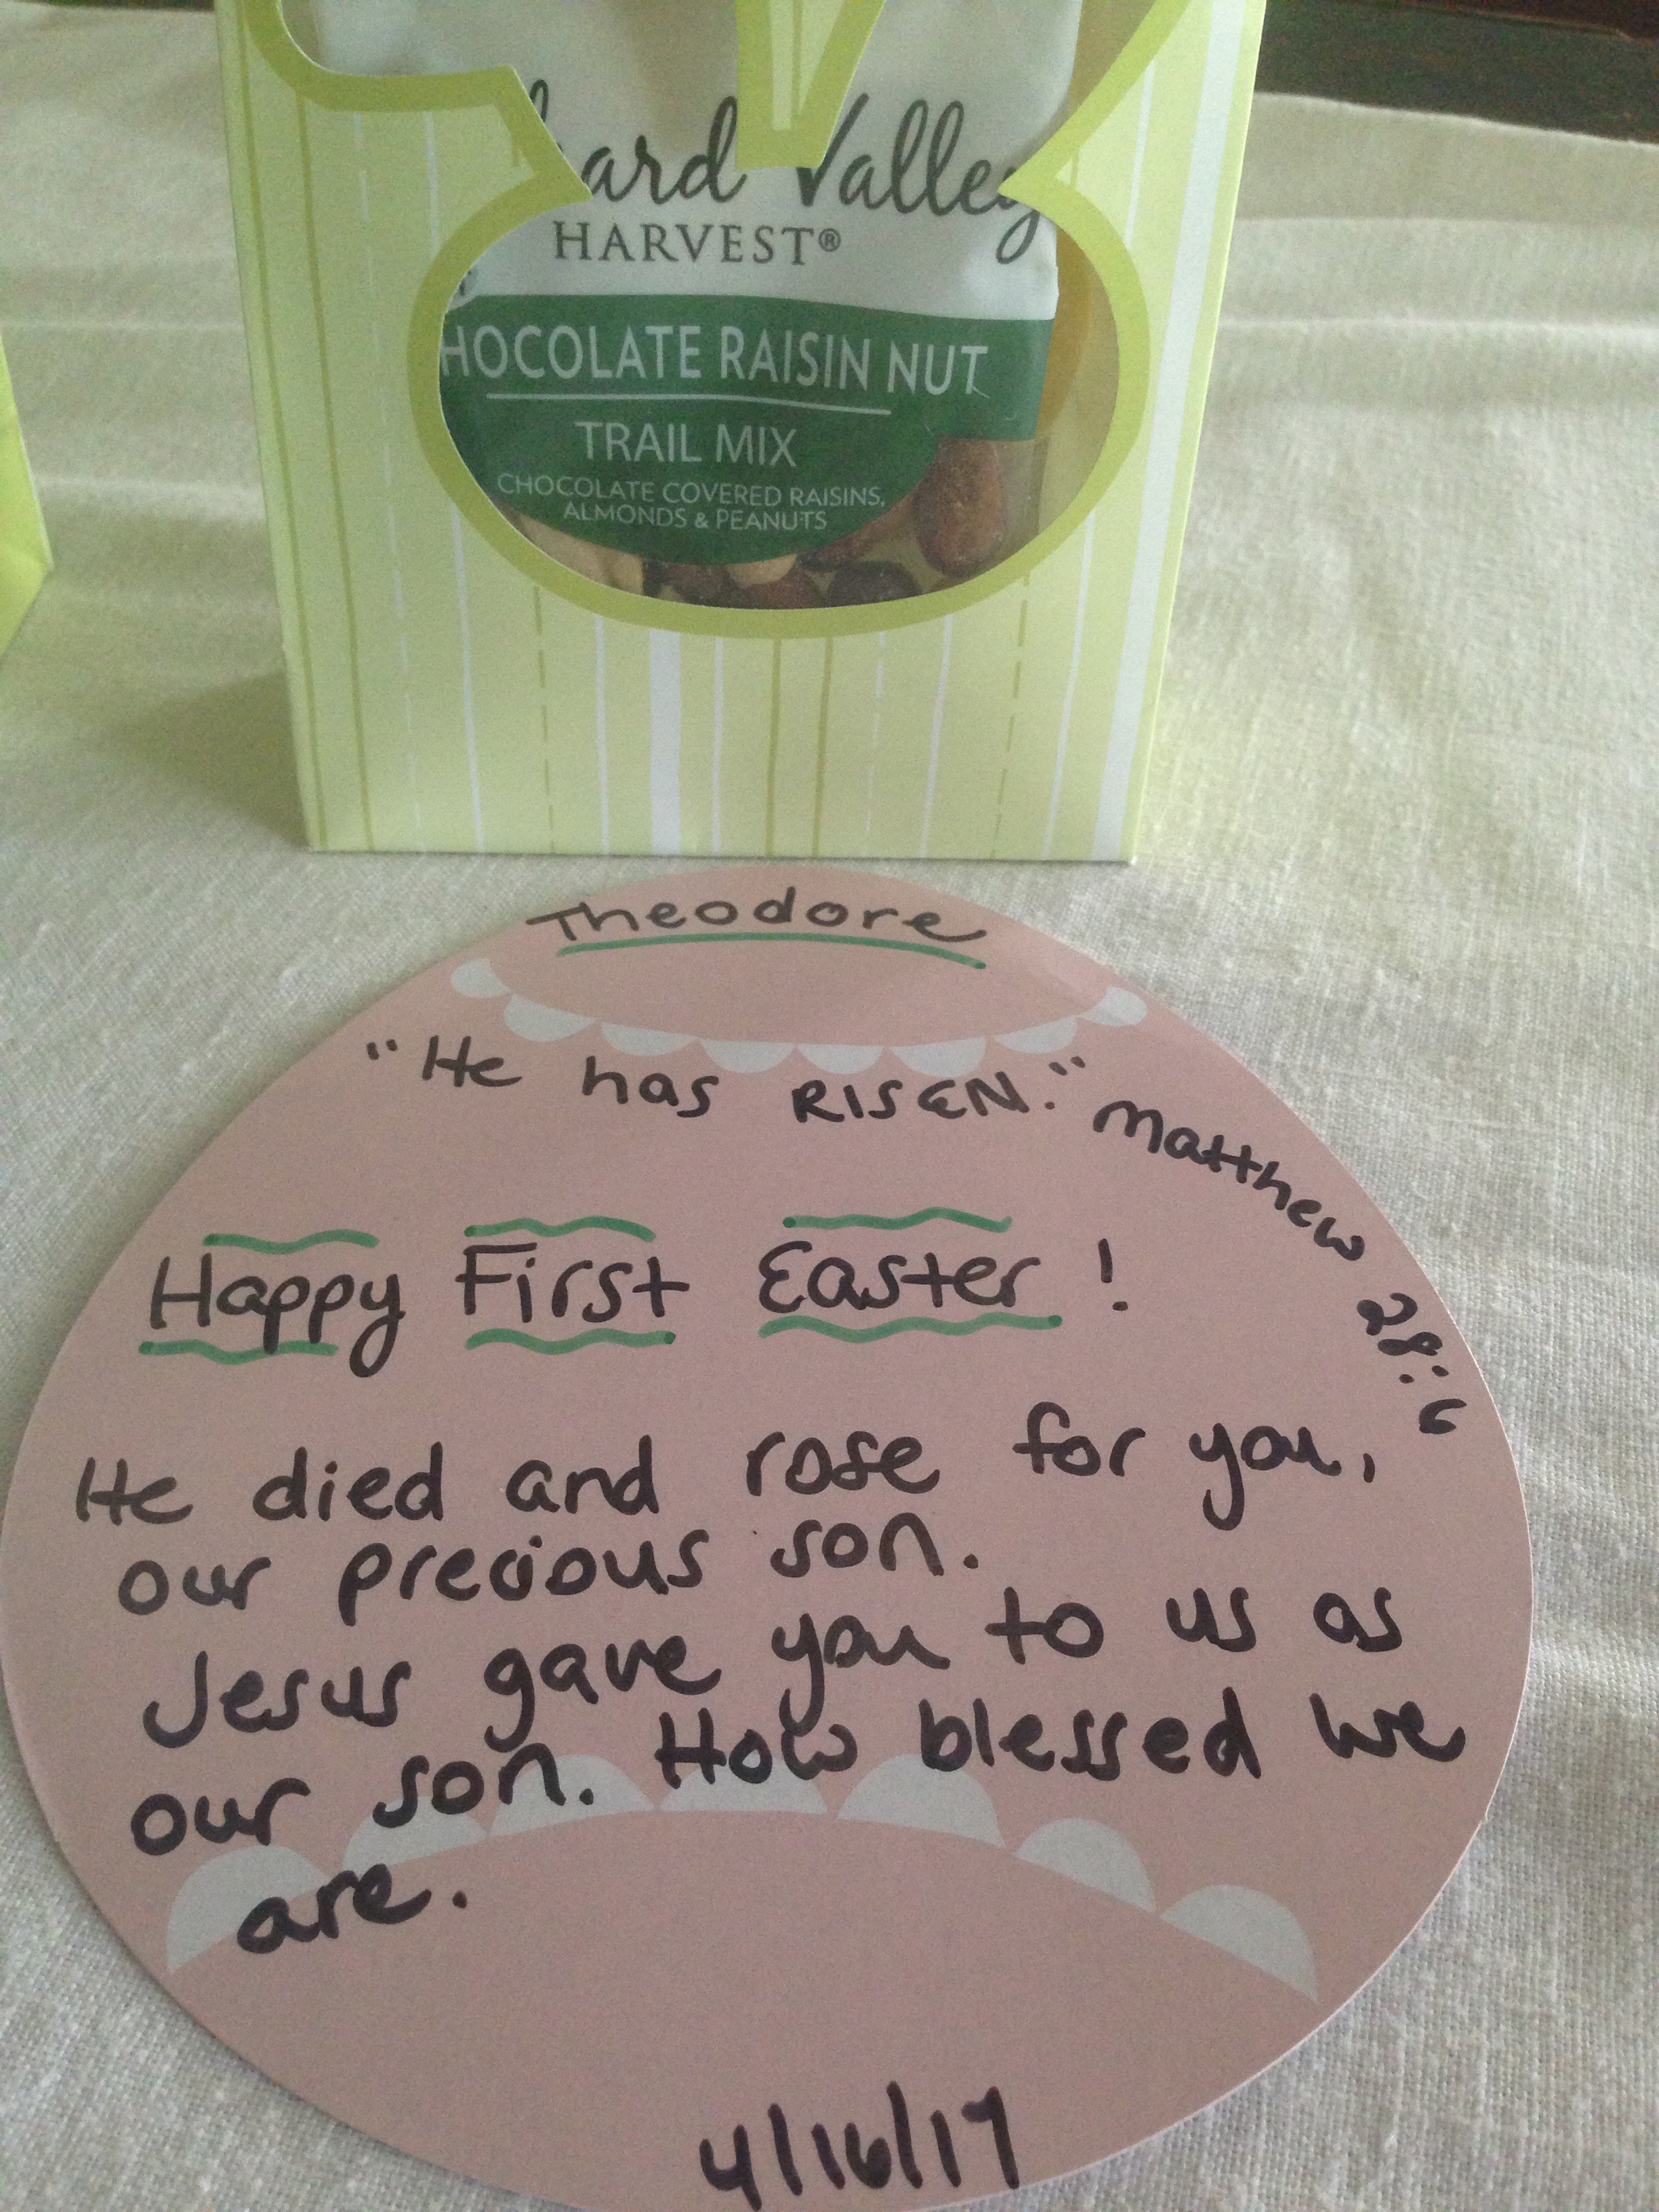 hard Valley
HARVEST®
HOCOLATE RAISIN NUT
TRAIL MIX
CHOCOLATE COVERED RAISINS,
ALMONDS & PEANUTS
Theodore
"He has RISEN." Matthew 28:6
Happy First Easter!
He died and rose for you,
our precious son.
Jesus gave you to us as
our son. How blessed we
are.
4/16/17